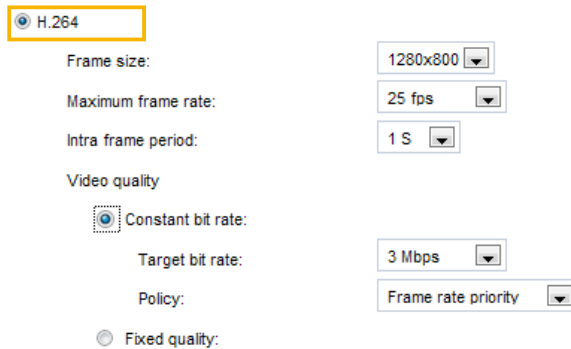 H.264
Frame size: 1280x800
Maximum frame rate: 25 fps
Intra frame period: 1 S
Video quality
Constant bit rate:
Target bit rate: 3 Mbps
Policy: Frame rate priority
Fixed quality: